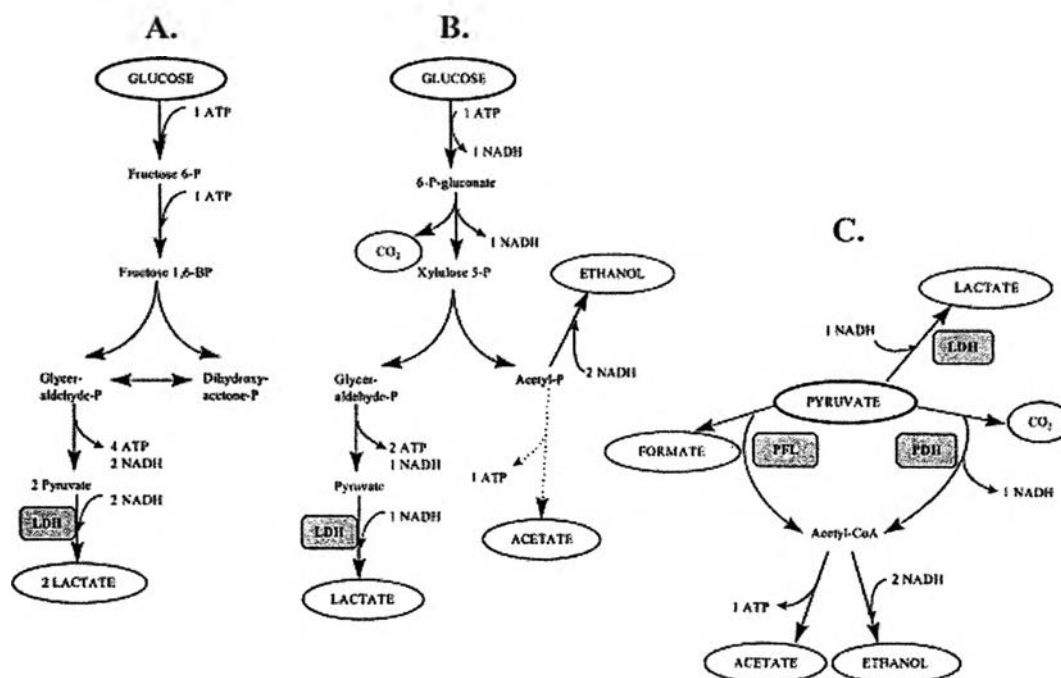 A.
GLUCOSE
1 ATP
Fructose 6-P
1 ATP
Fructose 1,6-BP
Glycer-
aldehyde-P
Dihydroxy-
acetone-P
4 ATP
2 NADH
2 Pyruvate
2 NADH
LDH
2 LACTATE
B.
GLUCOSE
1 ATP
1 NADH
6-P-gluconate
CO2
1 NADH
Xylulose 5-P
ETHANOL
Glycer-
aldehyde-P
Acetyl-P
2 NADH
2 ATP
1 NADH
1 ATP
Pyruvate
1 NADH
LDH
ACETATE
LACTATE
C.
LACTATE
1 NADH
LDH
PYRUVATE
CO2
FORMATE
PFL
PDH
1 NADH
Acetyl-CoA
2 NADH
1 ATP
ACETATE
ETHANOL